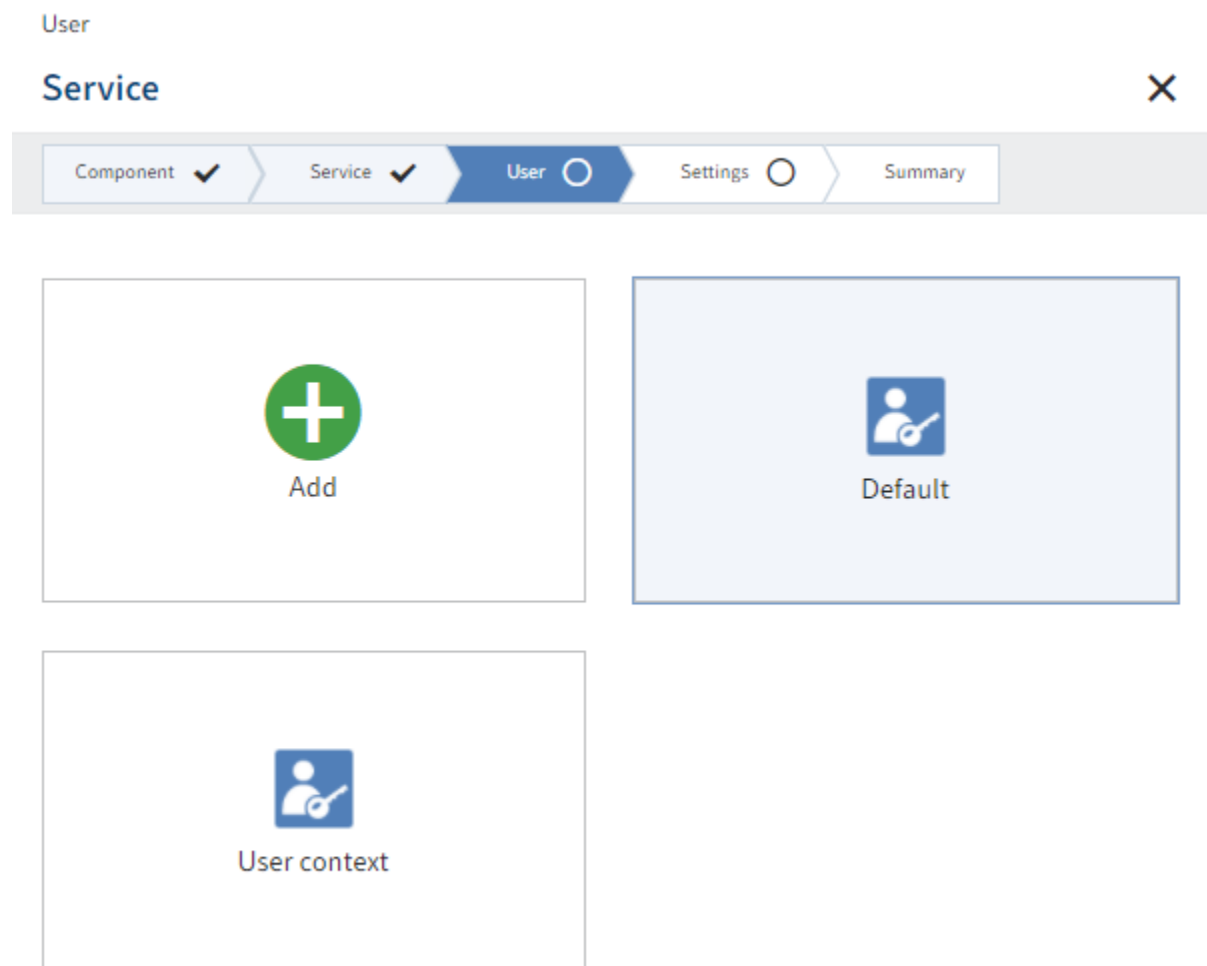 User
Service
Component Service User Settings Summary
Add
Default
User context